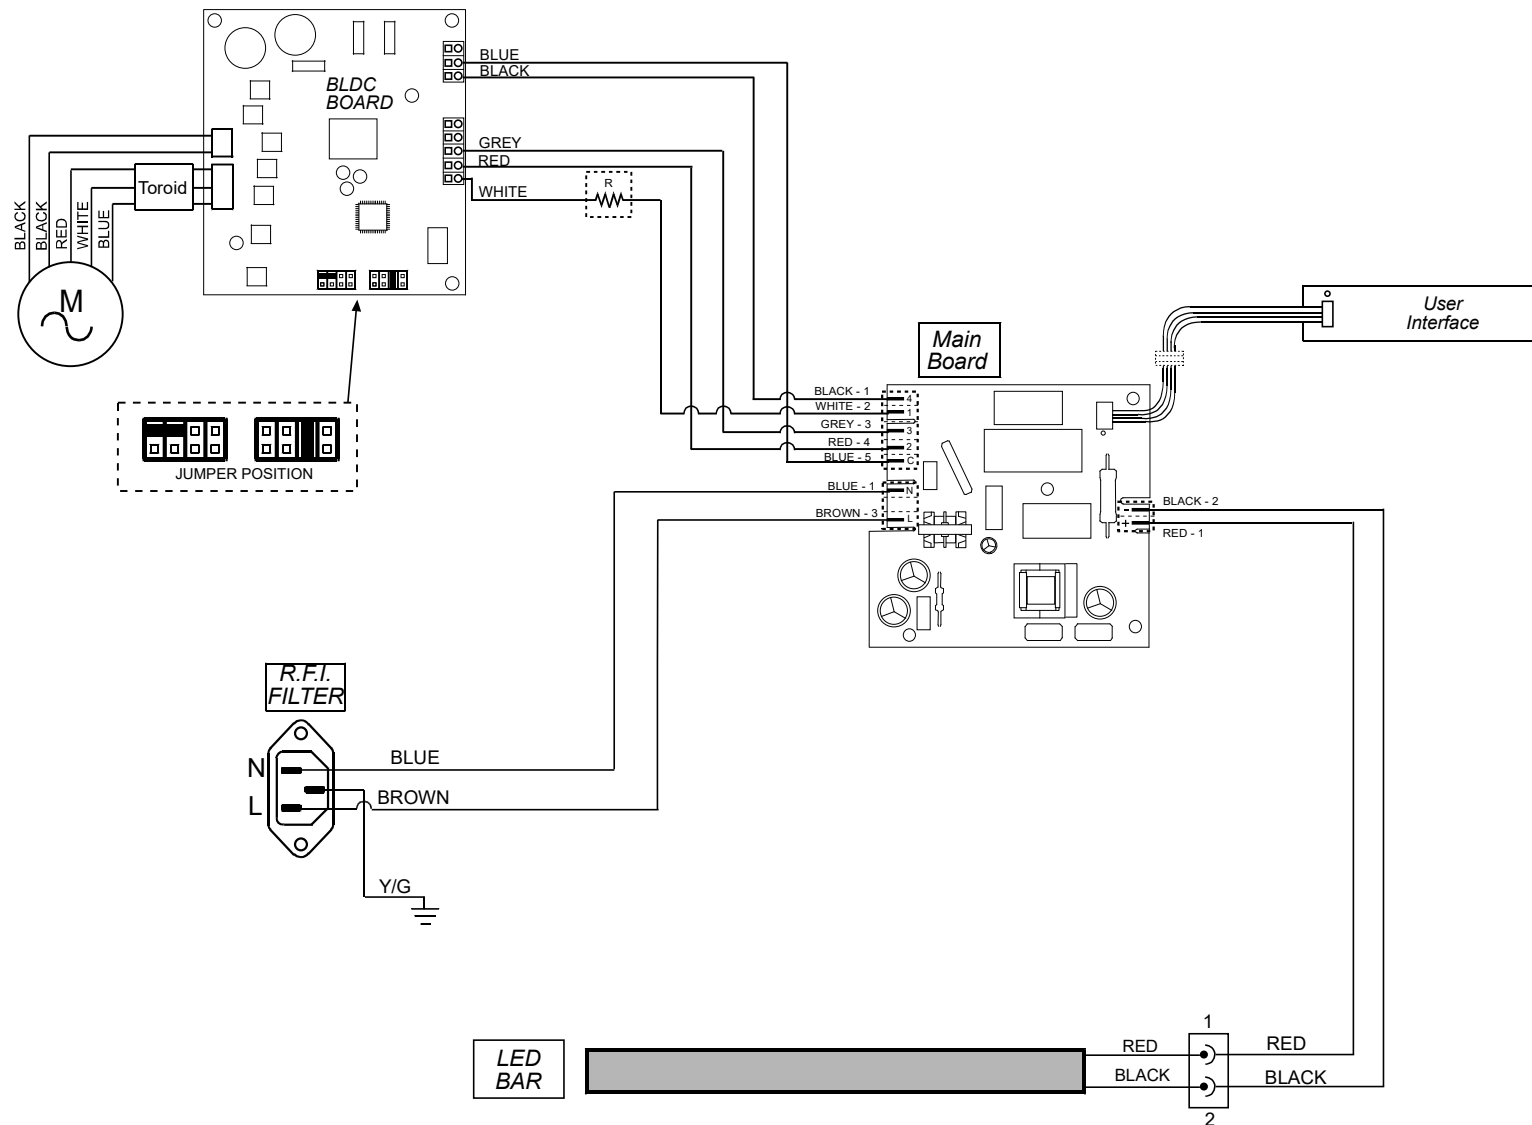 BLUE
BLACK
BLDC
BOARD
GREY
RED
WHITE
R
Toroid
BLACK
BLACK
RED
WHITE
BLUE
M
JUMPER POSITION
User
Interface
Main
Board
BLACK - 1
4
WHITE - 2
1
GREY - 3
3
RED - 4
2
BLUE - 5
C
BLUE - 1
N
BROWN - 3
L
BLACK - 2
-
+
RED - 1
R.F.I.
FILTER
N
BLUE
L
BROWN
Y/G
LED
BAR
1
RED
RED
BLACK
BLACK
2